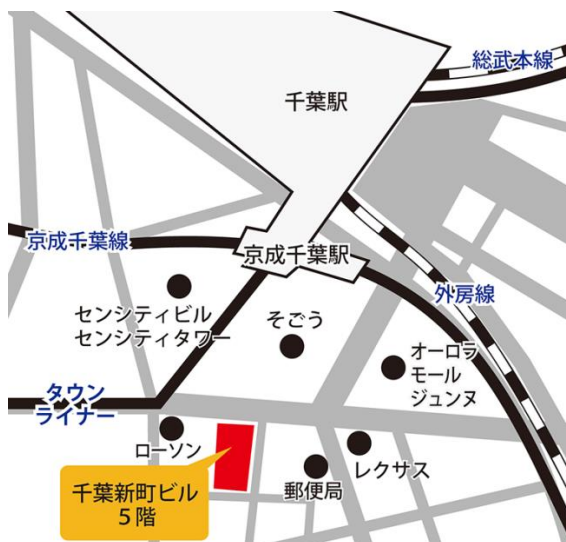 総武本線
千葉駅
京成千葉線
京成千葉駅
外房線
センシティビル
センシティタワー
そごう
オーロラ
モール
ジュンヌ
タウン
ライナー
ローソン
レクサス
郵便局
千葉新町ビル
5階